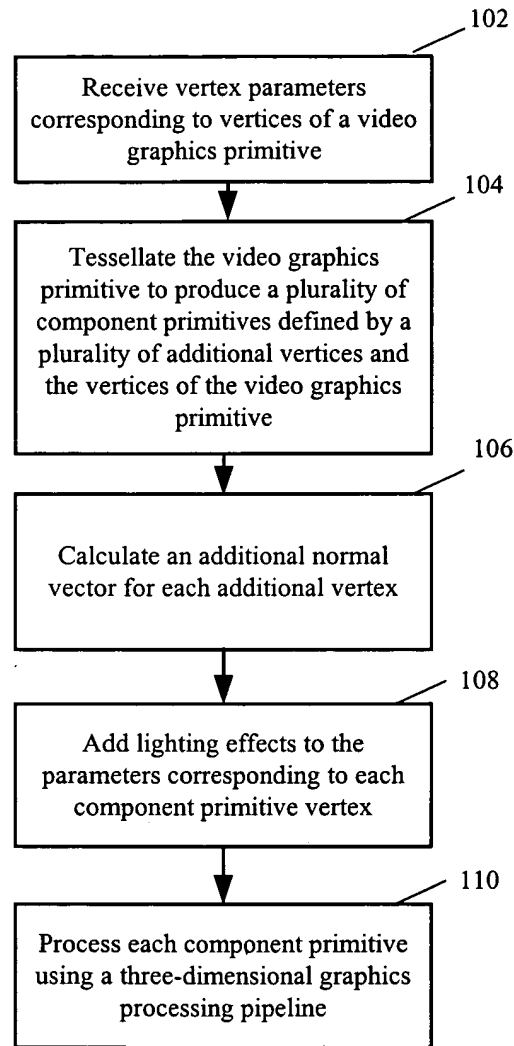 102
Receive vertex parameters
corresponding to vertices of a video
graphics primitive
104
Tessellate the video graphics
primitive to produce a plurality of
component primitives defined by a
plurality of additional vertices and
the vertices of the video graphics
primitive
106
Calculate an additional normal
vector for each additional vertex
108
Add lighting effects to the
parameters corresponding to each
component primitive vertex
110
Process each component primitive
using a three-dimensional graphics
processing pipeline